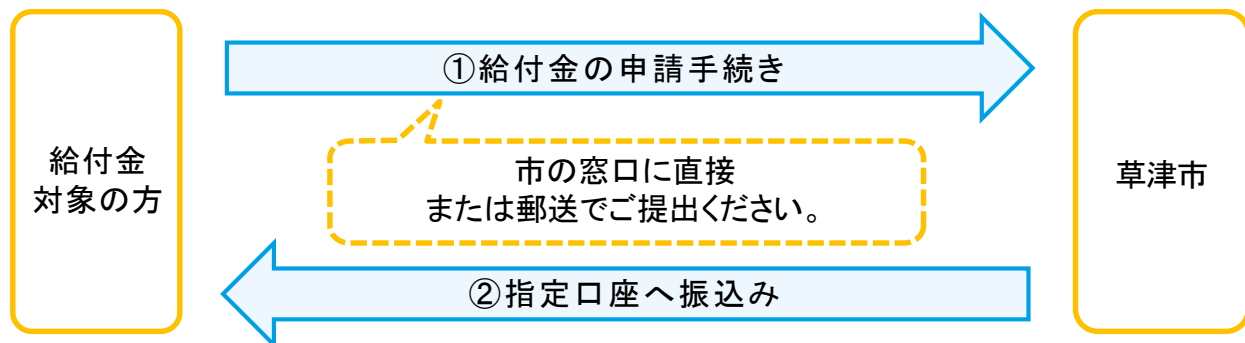 ①給付金の申請手続き
給付金
対象の方
市の窓口に直接
または郵送でご提出ください。
草津市
②指定口座へ振込み